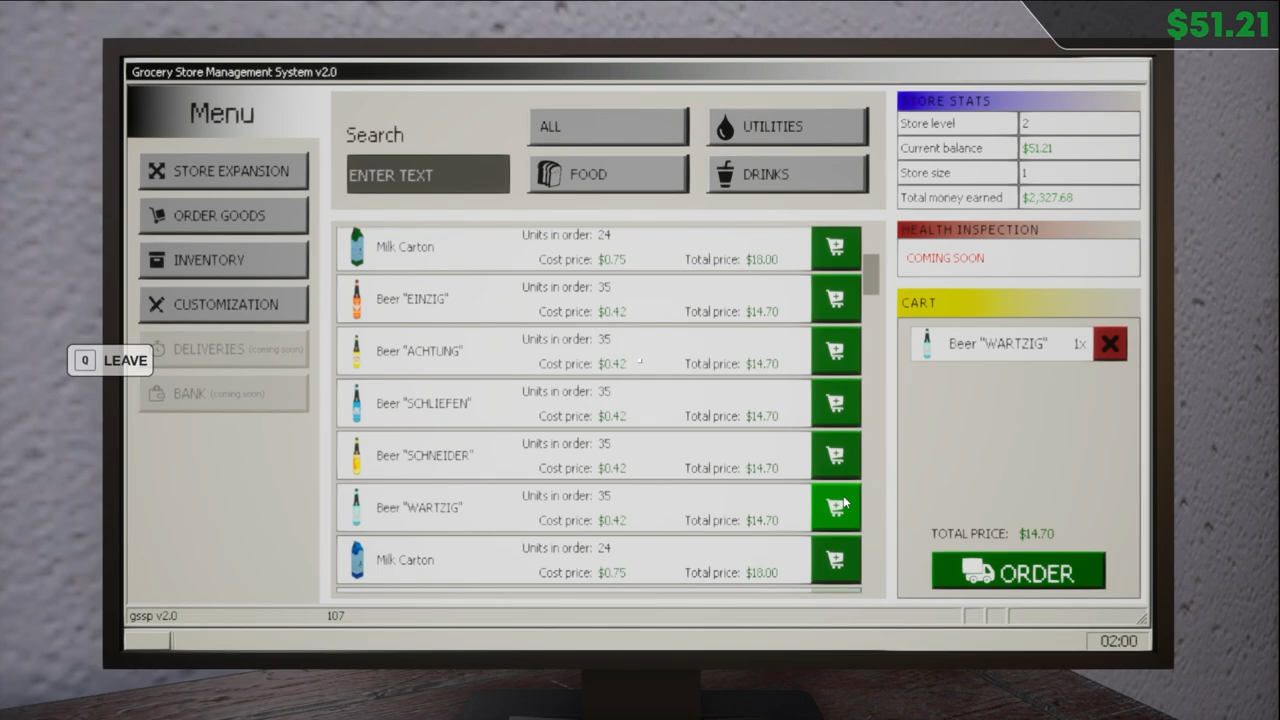 $51.21
Grocery Store Management System v2.0
Menu
STORE EXPANSION
ORDER GOODS
INVENTORY
CUSTOMIZATION
DELIVERIES (coming soon)
BANK (coming soon)
Q LEAVE
Search
ENTER TEXT
ALL
UTILITIES
FOOD
DRINKS
Milk Carton
Units in order: 24
Cost price: $0.75 Total price: $18.00
Beer "EINZIG"
Units in order: 35
Cost price: $0.42 Total price: $14.70
Beer "ACHTUNG"
Units in order: 35
Cost price: $0.42 Total price: $14.70
Beer "SCHLIEFEN"
Units in order: 35
Cost price: $0.42 Total price: $14.70
Beer "SCHNEIDER"
Units in order: 35
Cost price: $0.42 Total price: $14.70
Beer "WARTZIG"
Units in order: 35
Cost price: $0.42 Total price: $14.70
Milk Carton
Units in order: 24
Cost price: $0.75 Total price: $18.00
STORE STATS
Store level 2
Current balance $51.21
Store size 1
Total money earned $2,327.68
HEALTH INSPECTION
COMING SOON
CART
Beer "WARTZIG" 1x
TOTAL PRICE: $14.70
ORDER
gssp v2.0 107
02:00